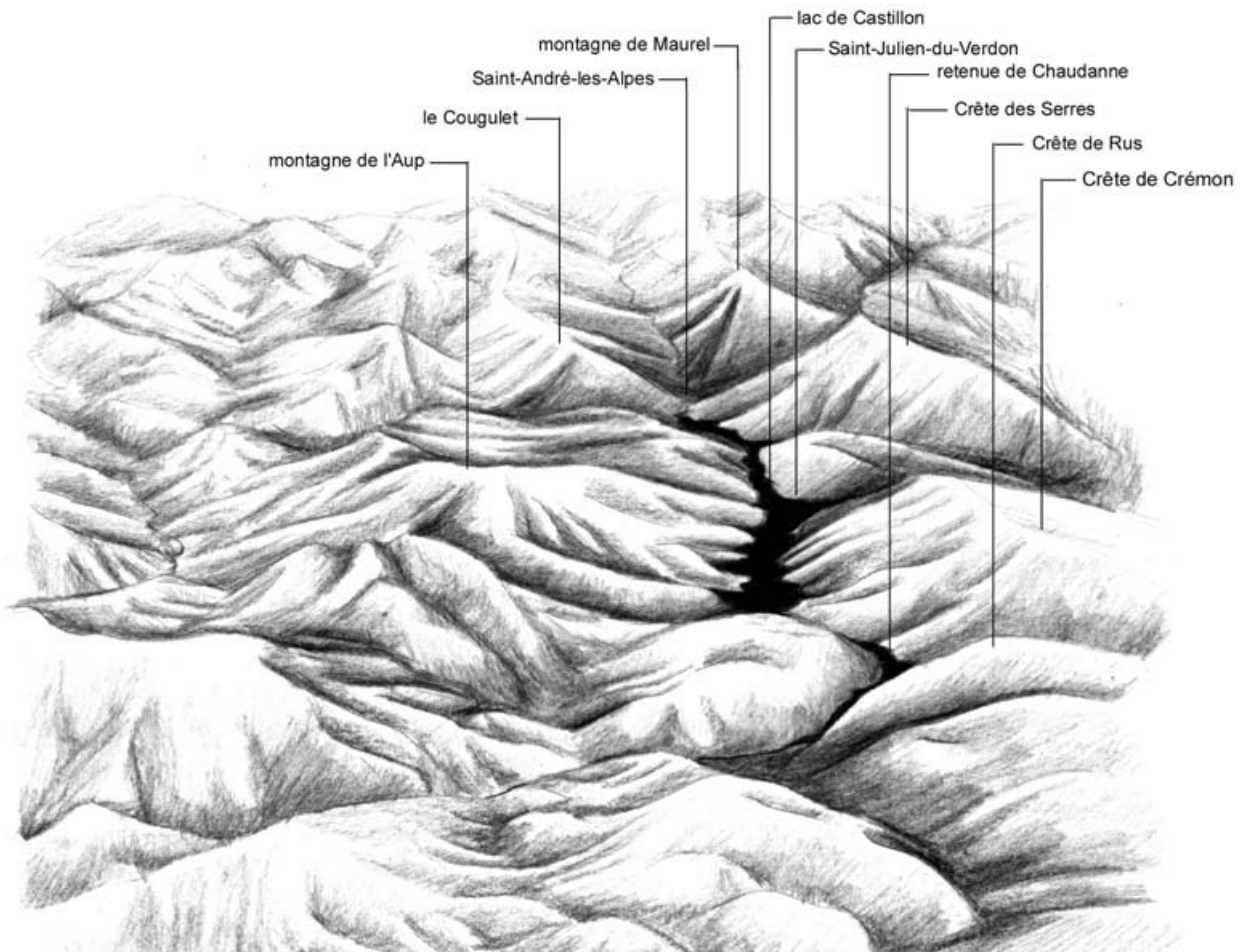 lac de Castillon
montagne de Maurel
Saint-Julien-du-Verdon
Saint-André-les-Alpes
retenue de Chaudanne
le Cougulet
Crête des Serres
montagne de l'Aup
Crête de Rus
Crête de Crémon